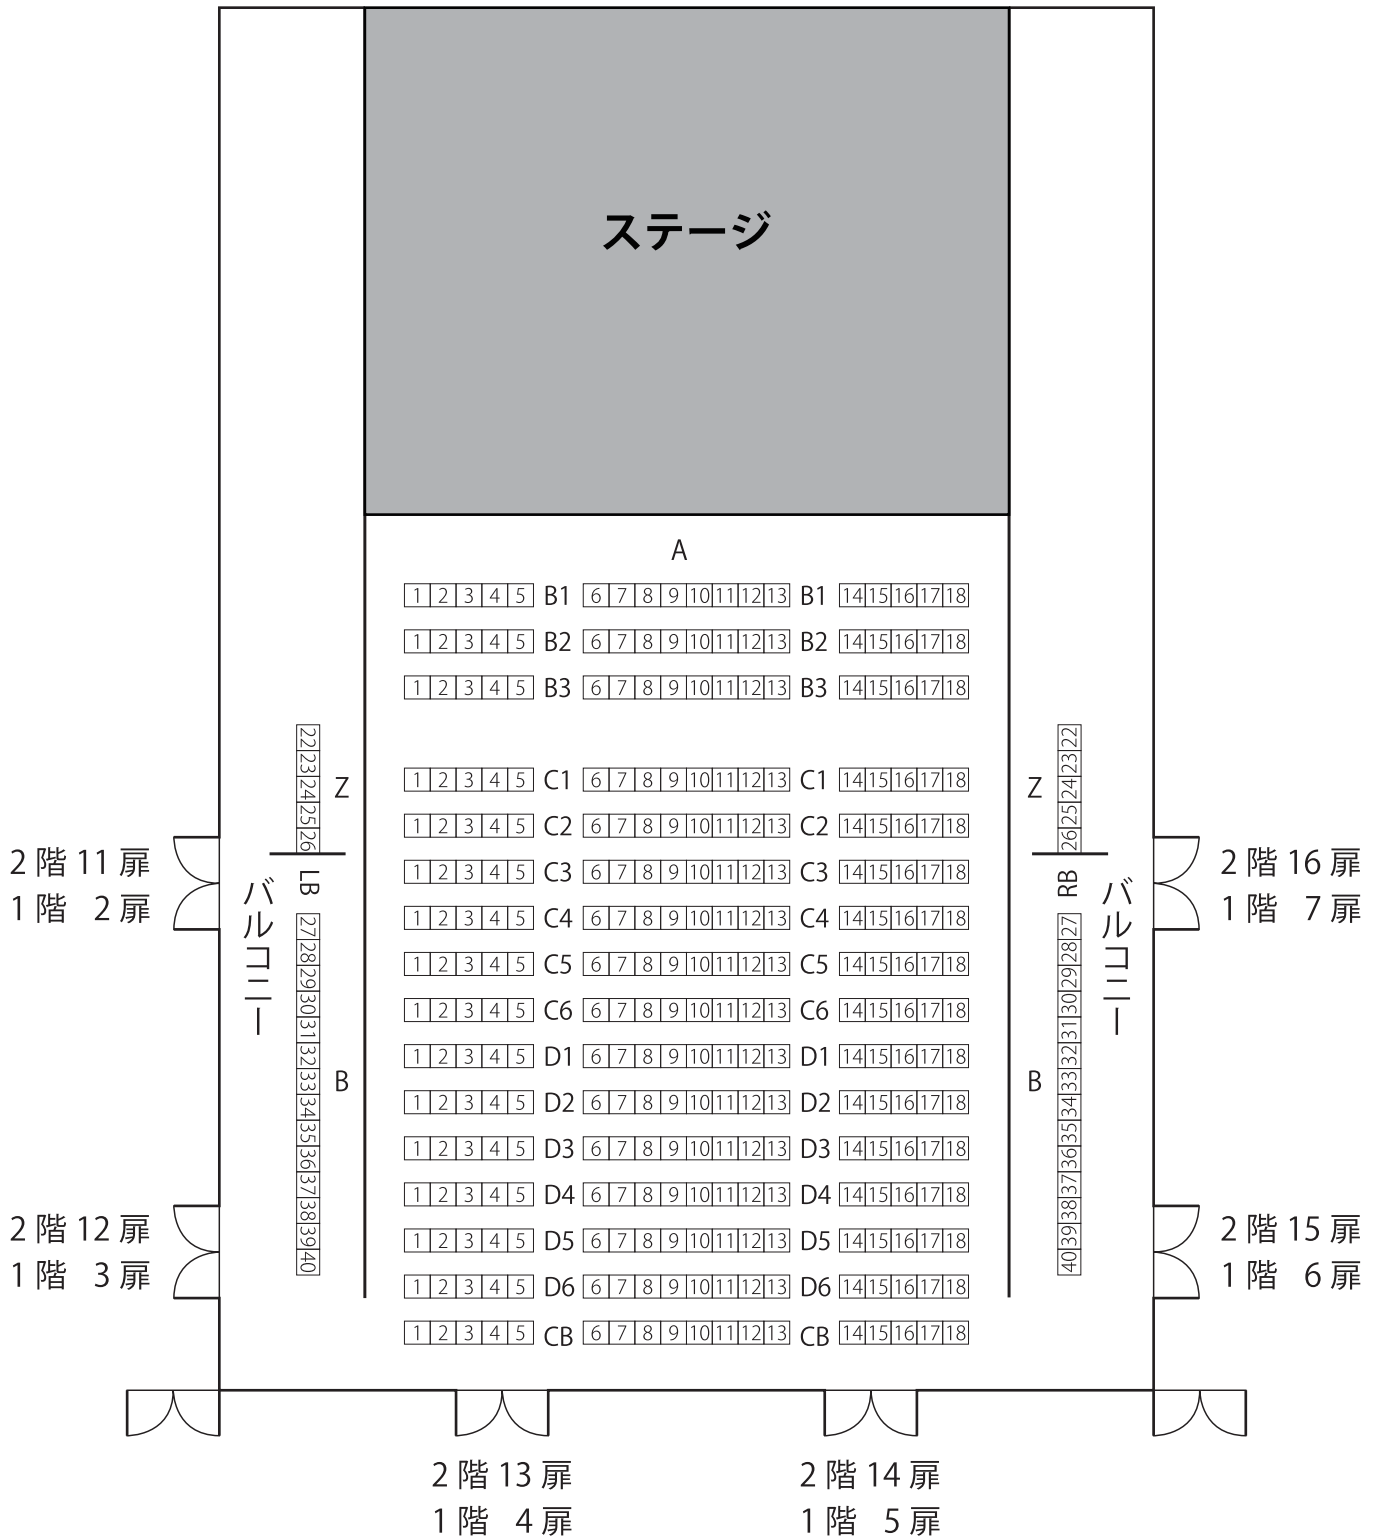 ステージ
A
1 2 3 4 5 B1 6 7 8 9 10 11 12 13 B1 14 15 16 17 18
1 2 3 4 5 B2 6 7 8 9 10 11 12 13 B2 14 15 16 17 18
1 2 3 4 5 B3 6 7 8 9 10 11 12 13 B3 14 15 16 17 18
1 2 3 4 5 C1 6 7 8 9 10 11 12 13 C1 14 15 16 17 18
1 2 3 4 5 C2 6 7 8 9 10 11 12 13 C2 14 15 16 17 18
1 2 3 4 5 C3 6 7 8 9 10 11 12 13 C3 14 15 16 17 18
1 2 3 4 5 C4 6 7 8 9 10 11 12 13 C4 14 15 16 17 18
1 2 3 4 5 C5 6 7 8 9 10 11 12 13 C5 14 15 16 17 18
1 2 3 4 5 C6 6 7 8 9 10 11 12 13 C6 14 15 16 17 18
1 2 3 4 5 D1 6 7 8 9 10 11 12 13 D1 14 15 16 17 18
1 2 3 4 5 D2 6 7 8 9 10 11 12 13 D2 14 15 16 17 18
1 2 3 4 5 D3 6 7 8 9 10 11 12 13 D3 14 15 16 17 18
1 2 3 4 5 D4 6 7 8 9 10 11 12 13 D4 14 15 16 17 18
1 2 3 4 5 D5 6 7 8 9 10 11 12 13 D5 14 15 16 17 18
1 2 3 4 5 D6 6 7 8 9 10 11 12 13 D6 14 15 16 17 18
1 2 3 4 5 CB 6 7 8 9 10 11 12 13 CB 14 15 16 17 18
22 23 24 25 26 LB 27 28 29 30 31 32 33 34 35 36 37 38 39 40
Z
B
バルコニー
22 23 24 25 26 RB 27 28 29 30 31 32 33 34 35 36 37 38 39 40
Z
B
バルコニー
2 階 11 扉
1 階 2 扉
2 階 12 扉
1 階 3 扉
2 階 16 扉
1 階 7 扉
2 階 15 扉
1 階 6 扉
2 階 13 扉
1 階 4 扉
2 階 14 扉
1 階 5 扉